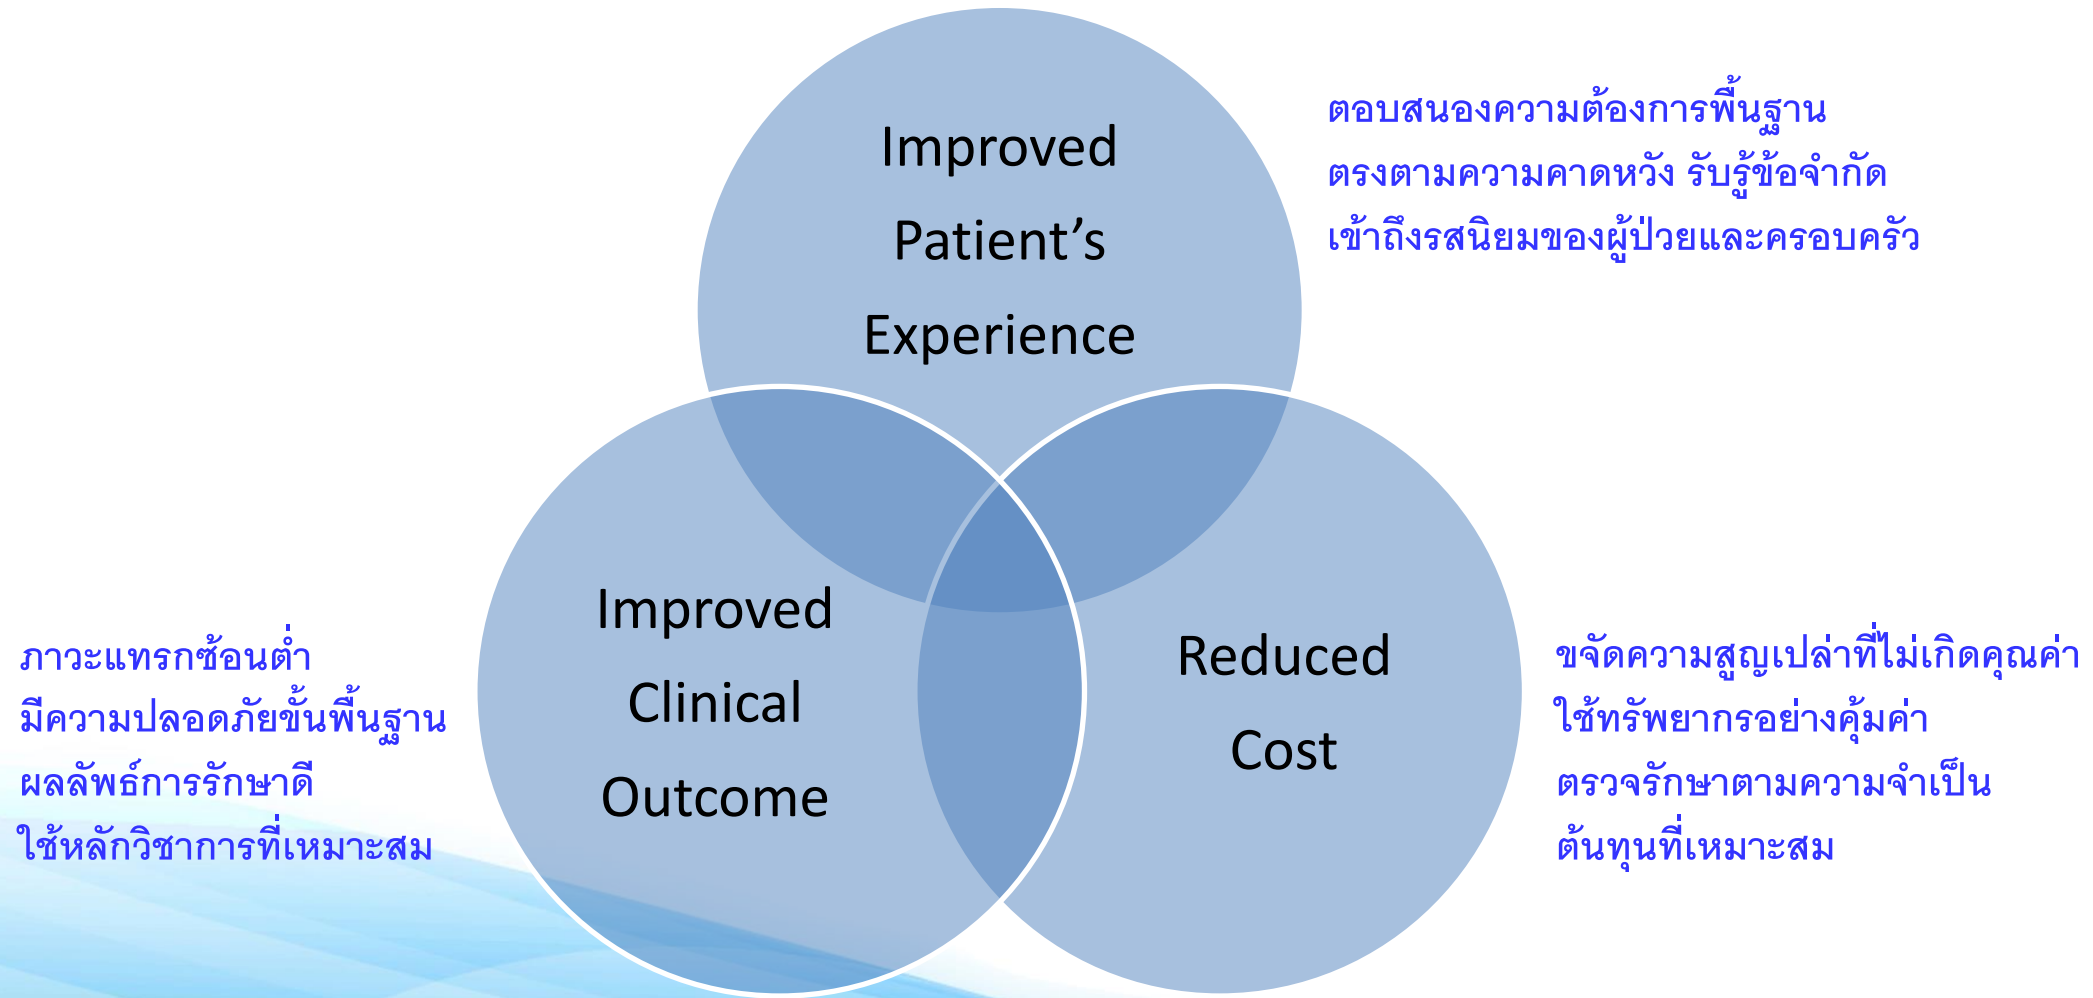 Improved
Patient’s
Experience
ตอบสนองความต้องการพื้นฐาน
ตรงตามความคาดหวัง รับรู้ข้อจำกัด
เข้าถึงรสนิยมของผู้ป่วยและครอบครัว
ภาวะแทรกซ้อนต่ำ
มีความปลอดภัยขั้นพื้นฐาน
ผลลัพธ์การรักษาดี
ใช้หลักวิชาการที่เหมาะสม
Improved
Clinical
Outcome
Reduced
Cost
ขจัดความสูญเปล่าที่ไม่เกิดคุณค่า
ใช้ทรัพยากรอย่างคุ้มค่า
ตรวจรักษาตามความจำเป็น
ต้นทุนที่เหมาะสม